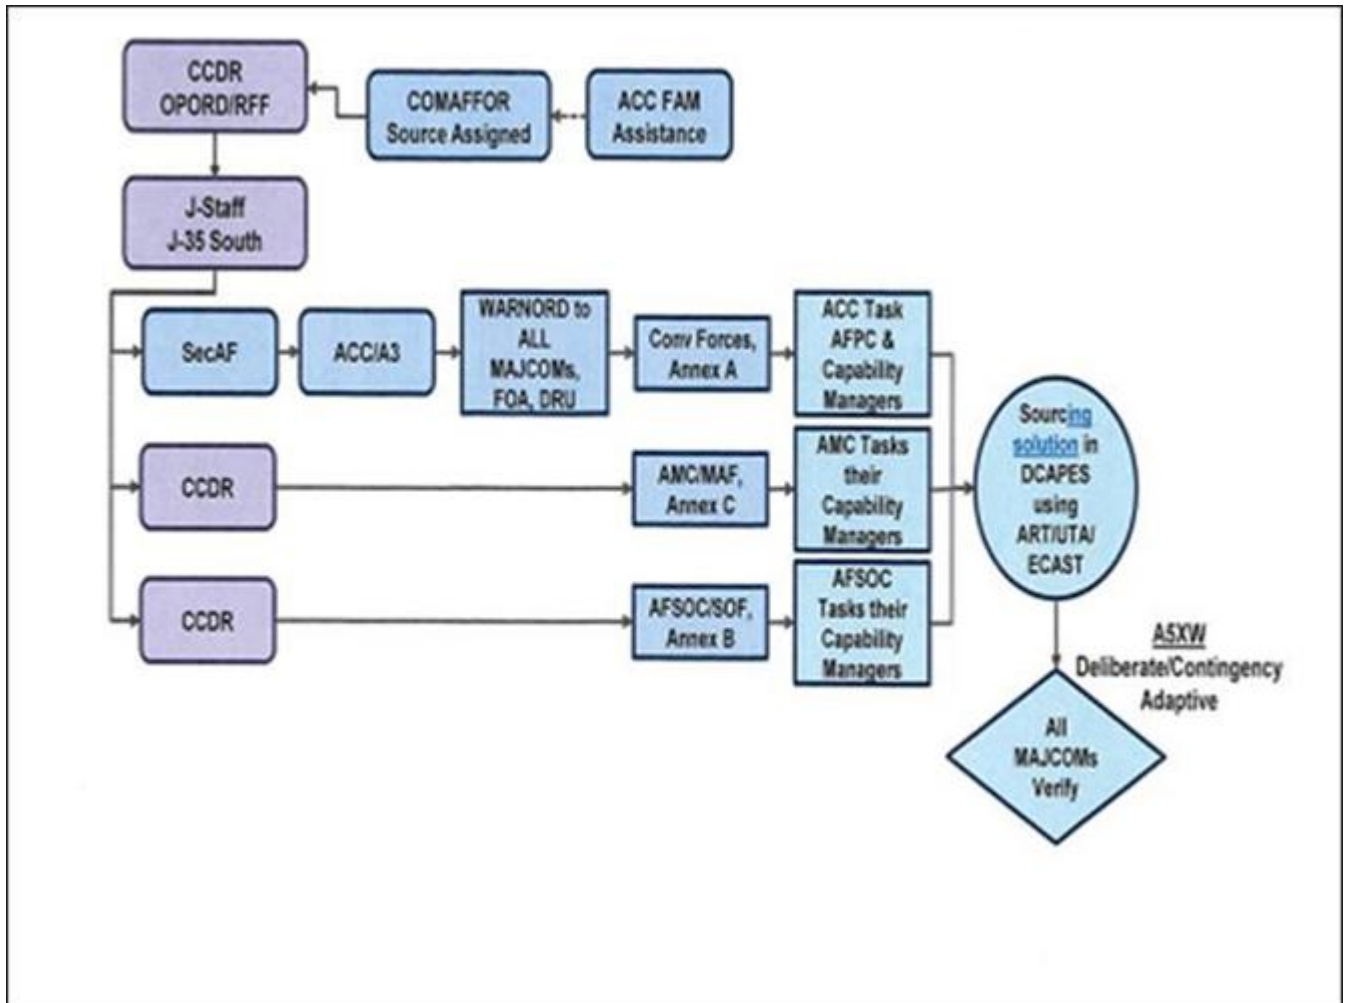 CCDR
OPORD/RFF
COMAFFOR
Source Assigned
ACC FAM
Assistance
J-Staff
J-35 South
SecAF
ACC/A3
WARNORD to
ALL
MAJCOMs,
FOA, DRU
Conv Forces,
Annex A
ACC Task
AFPC &
Capability
Managers
CCDR
AMC/MAF,
Annex C
AMC Tasks
their
Capability
Managers
CCDR
AFSOC/SOF,
Annex B
AFSOC
Tasks their
Capability
Managers
Sourcing
solution in
DCAPES
using
ART/UTA/
ECAST
A5XW
Deliberate/Contingency
Adaptive
All
MAJCOMs
Verify